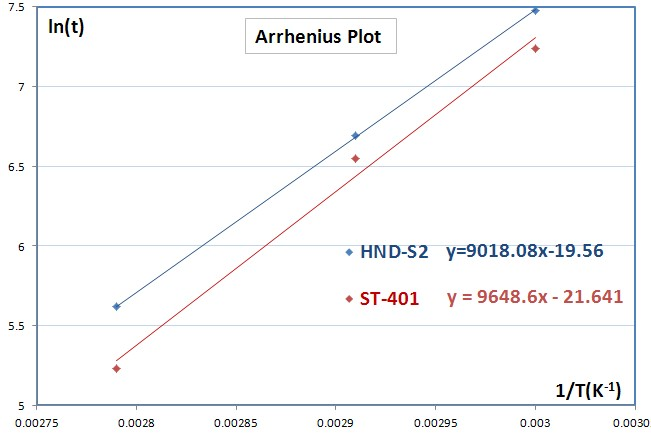 7.5
ln(t)
Arrhenius Plot
7
6.5
6
HND-S2 y=9018.08x-19.56
ST-401 y = 9648.6x - 21.641
5.5
1/T(K⁻¹)
5
0.00275 0.0028 0.00285 0.0029 0.00295 0.003 0.0030